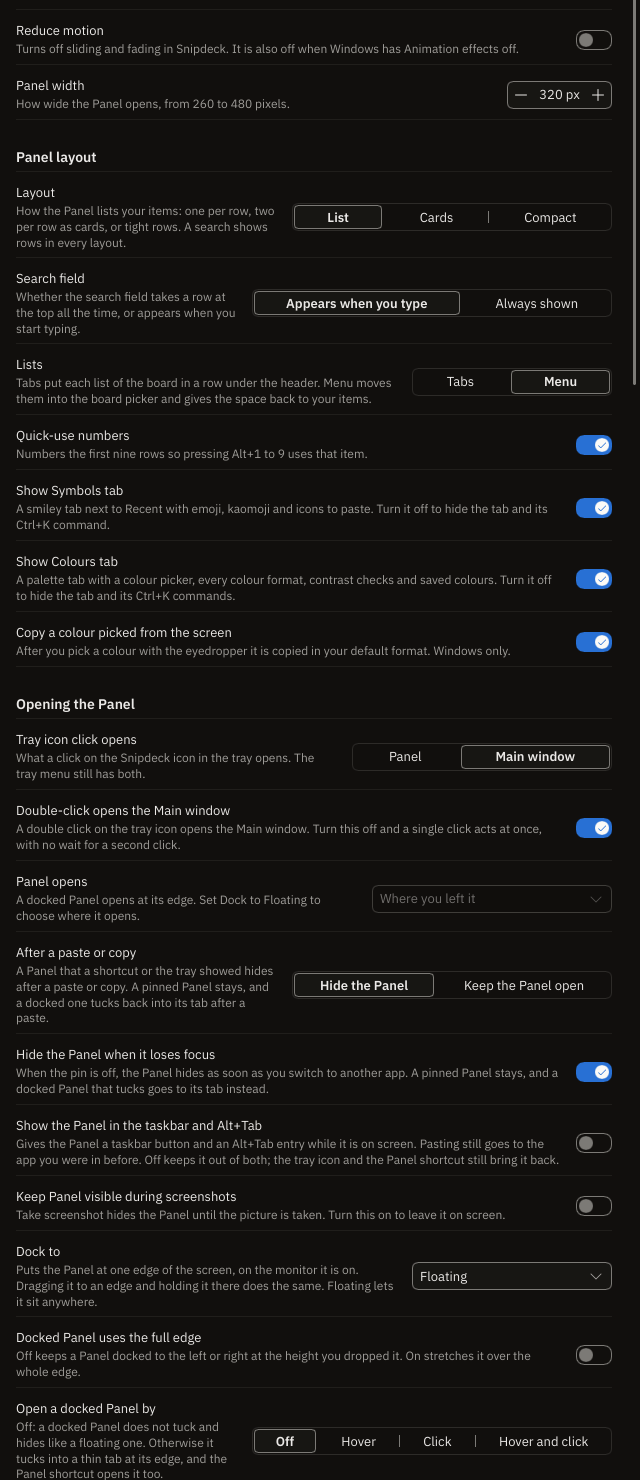 Reduce motion
Turns off sliding and fading in Snipdeck. It is also off when Windows has Animation effects off.
Panel width
How wide the Panel opens, from 260 to 480 pixels.
— 320 px +
Panel layout
Layout
How the Panel lists your items: one per row, two
per row as cards, or tight rows. A search shows
rows in every layout.
List Cards Compact
Search field
Whether the search field takes a row at
the top all the time, or appears when you
start typing.
Appears when you type Always shown
Lists
Tabs put each list of the board in a row under the header. Menu moves
them into the board picker and gives the space back to your items.
Tabs Menu
Quick-use numbers
Numbers the first nine rows so pressing Alt+1 to 9 uses that item.
Show Symbols tab
A smiley tab next to Recent with emoji, kaomoji and icons to paste. Turn it off to hide the tab and its
Ctrl+K command.
Show Colours tab
A palette tab with a colour picker, every colour format, contrast checks and saved colours. Turn it off
to hide the tab and its Ctrl+K commands.
Copy a colour picked from the screen
After you pick a colour with the eyedropper it is copied in your default format. Windows only.
Opening the Panel
Tray icon click opens
What a click on the Snipdeck icon in the tray opens. The
tray menu still has both.
Panel Main window
Double-click opens the Main window
A double click on the tray icon opens the Main window. Turn this off and a single click acts at once,
with no wait for a second click.
Panel opens
A docked Panel opens at its edge. Set Dock to Floating to
choose where it opens.
Where you left it
After a paste or copy
A Panel that a shortcut or the tray showed hides
after a paste or copy. A pinned Panel stays, and
a docked one tucks back into its tab after a
paste.
Hide the Panel Keep the Panel open
Hide the Panel when it loses focus
When the pin is off, the Panel hides as soon as you switch to another app. A pinned Panel stays, and a
docked Panel that tucks goes to its tab instead.
Show the Panel in the taskbar and Alt+Tab
Gives the Panel a taskbar button and an Alt+Tab entry while it is on screen. Pasting still goes to the
app you were in before. Off keeps it out of both; the tray icon and the Panel shortcut still bring it back.
Keep Panel visible during screenshots
Take screenshot hides the Panel until the picture is taken. Turn this on to leave it on screen.
Dock to
Puts the Panel at one edge of the screen, on the monitor it is on.
Dragging it to an edge and holding it there does the same. Floating lets
it sit anywhere.
Floating
Docked Panel uses the full edge
Off keeps a Panel docked to the left or right at the height you dropped it. On stretches it over the
whole edge.
Open a docked Panel by
Off: a docked Panel does not tuck and
hides like a floating one. Otherwise it
tucks into a thin tab at its edge, and the
Panel shortcut opens it too.
Off Hover Click Hover and click